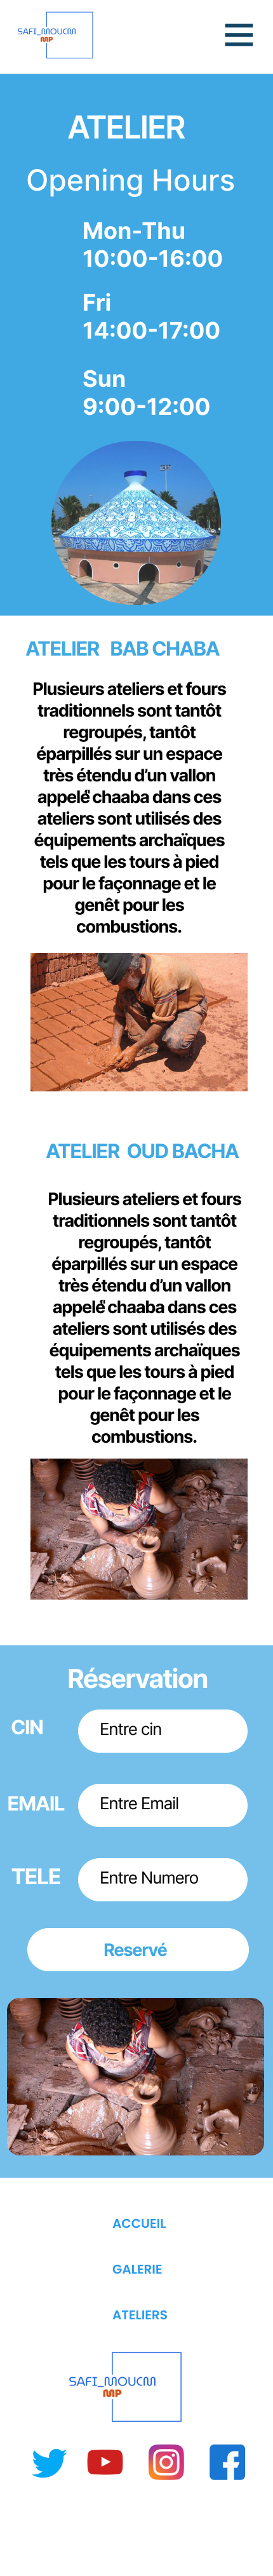 SAFI_MOUCM
MP
ATELIER
Opening Hours
Mon-Thu
10:00-16:00
Fri
14:00-17:00
Sun
9:00-12:00
ATELIER BAB CHABA
Plusieurs ateliers et fours
traditionnels sont tantôt
regroupés, tantôt
éparpillés sur un espace
très étendu d’un vallon
appelé chaaba dans ces
ateliers sont utilisés des
équipements archaïques
tels que les tours à pied
pour le façonnage et le
genêt pour les
combustions.
ATELIER OUD BACHA
Plusieurs ateliers et fours
traditionnels sont tantôt
regroupés, tantôt
éparpillés sur un espace
très étendu d’un vallon
appelé chaaba dans ces
ateliers sont utilisés des
équipements archaïques
tels que les tours à pied
pour le façonnage et le
genêt pour les
combustions.
Réservation
CIN Entre cin
EMAIL Entre Email
TELE Entre Numero
Reservé
ACCUEIL
GALERIE
ATELIERS
SAFI_MOUCM
MP